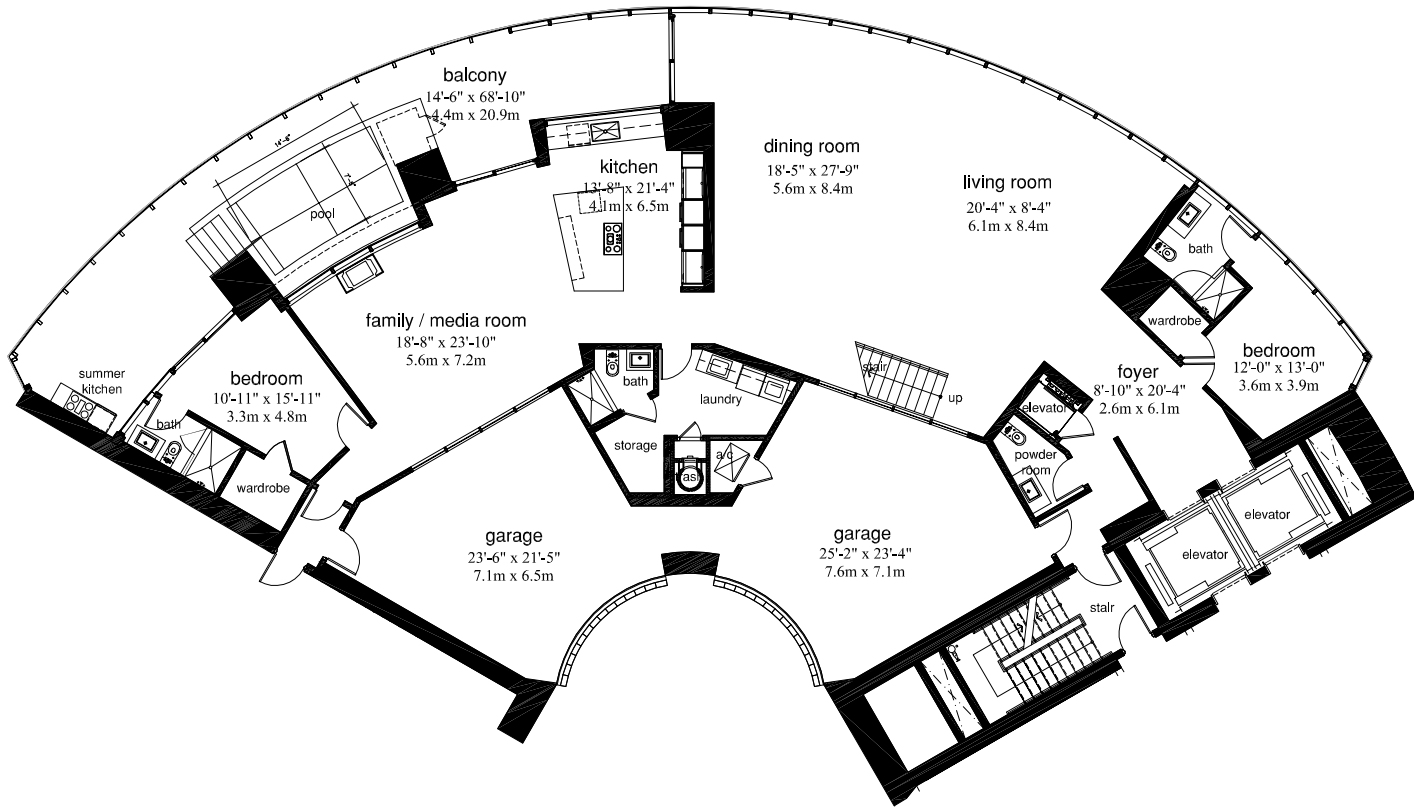 balcony
14'-6" x 68'-10"
4.4m x 20.9m
14'-8"
pool
kitchen
13'-8" x 21'-4"
4.1m x 6.5m
dining room
18'-5" x 27'-9"
5.6m x 8.4m
living room
20'-4" x 8'-4"
6.1m x 8.4m
bath
wardrobe
bedroom
12'-0" x 13'-0"
3.6m x 3.9m
family / media room
18'-8" x 23'-10"
5.6m x 7.2m
summer
kitchen
bedroom
10'-11" x 15'-11"
3.3m x 4.8m
bath
wardrobe
bath
laundry
storage
a/c
stair
up
foyer
8'-10" x 20'-4"
2.6m x 6.1m
elevator
powder
room
garage
23'-6" x 21'-5"
7.1m x 6.5m
garage
25'-2" x 23'-4"
7.6m x 7.1m
elevator
elevator
stair